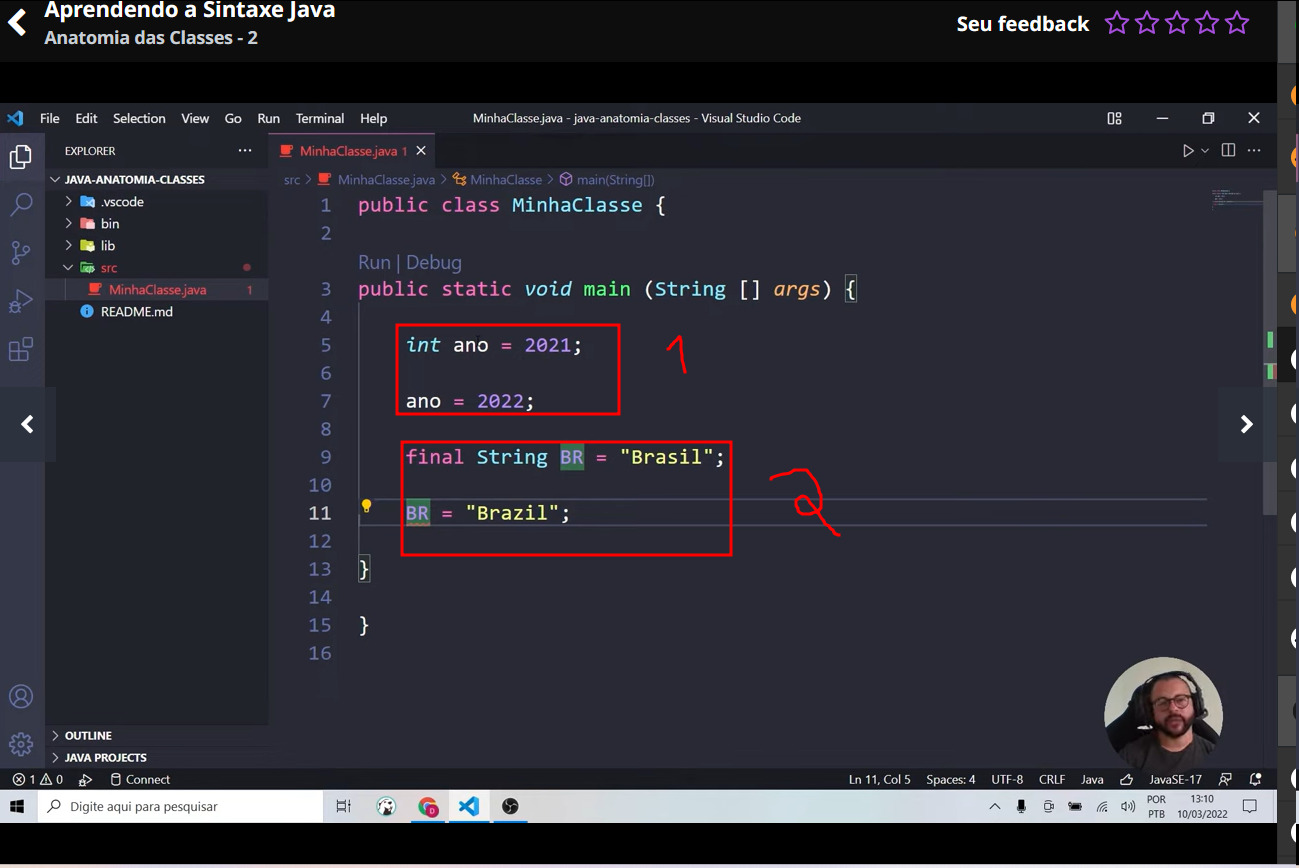 Aprendendo a Sintaxe Java
Anatomia das Classes - 2
Seu feedback
File Edit Selection View Go Run Terminal Help
MinhaClasse.java - java-anatomia-classes - Visual Studio Code
EXPLORER
MinhaClasse.java 1
JAVA-ANATOMIA-CLASSES
src > MinhaClasse.java > MinhaClasse > main(String[])
.vscode
bin
lib
src
MinhaClasse.java 1
README.md
1 public class MinhaClasse {
2
Run | Debug
3 public static void main (String [] args) {
4
5 int ano = 2021;
6
7 ano = 2022;
8
9 final String BR = "Brasil";
10
11 BR = "Brazil";
12
13 }
14
15 }
16
1
2
OUTLINE
JAVA PROJECTS
1 0 Connect
Ln 11, Col 5 Spaces: 4 UTF-8 CRLF Java JavaSE-17
Digite aqui para pesquisar
POR
PTB
13:10
10/03/2022